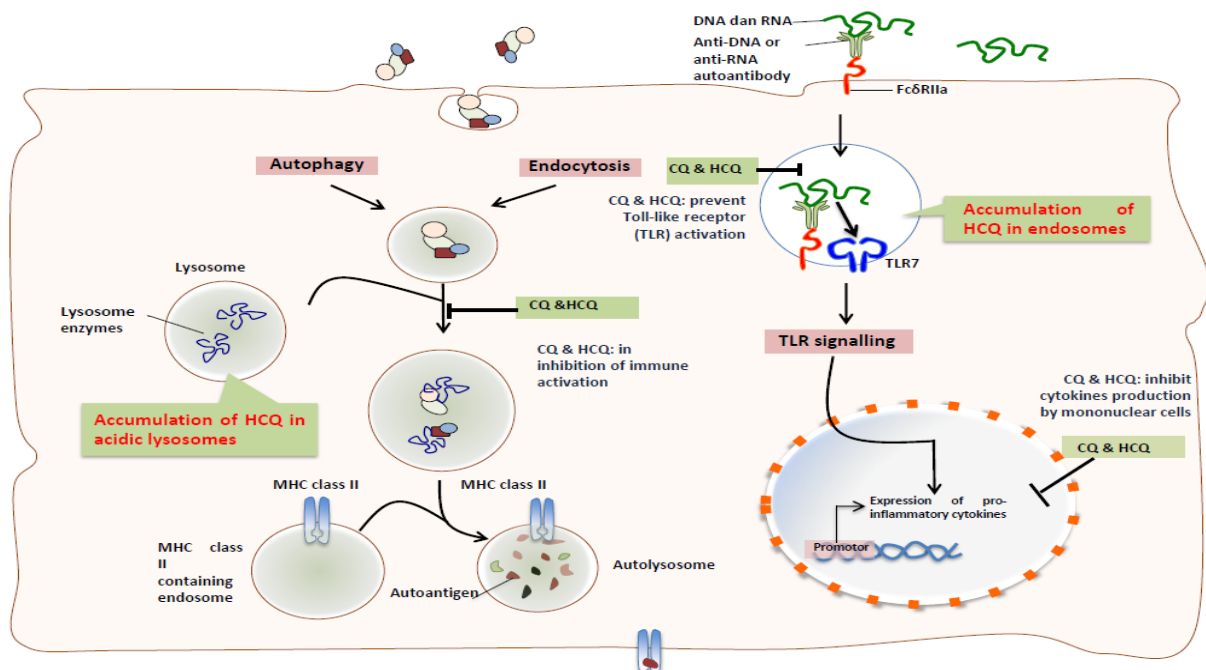 DNA dan RNA
Anti-DNA or
anti-RNA
autoantibody
FcδRIIa
Autophagy
Endocytosis
CQ & HCQ
CQ & HCQ: prevent
Toll-like receptor
(TLR) activation
Accumulation of
HCQ in endosomes
TLR7
Lysosome
Lysosome
enzymes
CQ &HCQ
CQ & HCQ: in
inhibition of immune
activation
TLR signalling
Accumulation of HCQ in
acidic lysosomes
CQ & HCQ: inhibit
cytokines production
by mononuclear cells
CQ & HCQ
MHC class II
MHC class II
Expression of pro-
inflammatory cytokines
Promotor
MHC class
II
containing
endosome
Autolysosome
Autoantigen